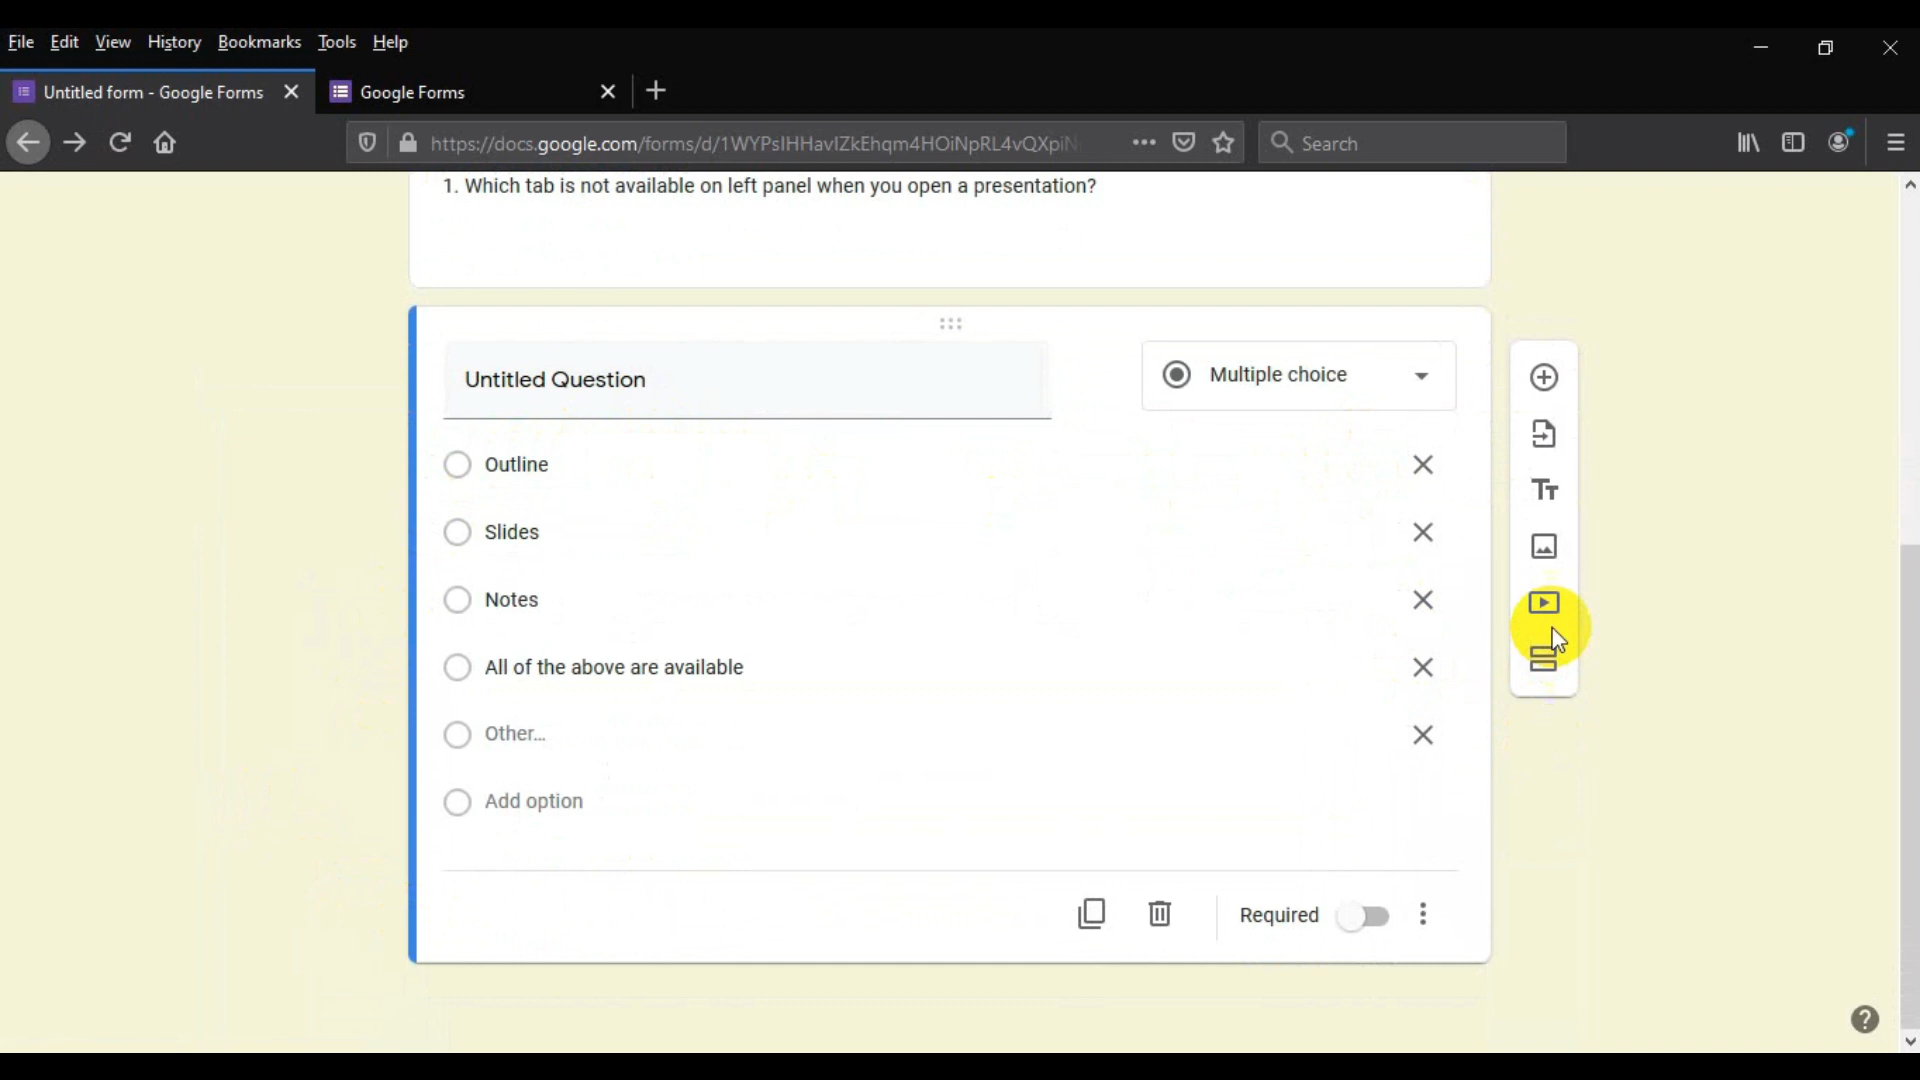 File Edit View History Bookmarks Tools Help
Untitled form - Google Forms
Google Forms
https://docs.google.com/forms/d/1WYPsIHHavIZkEhqm4HOiNpRL4vQXpiN
Search
1. Which tab is not available on left panel when you open a presentation?
Untitled Question
Multiple choice
Outline
Slides
Notes
All of the above are available
Other...
Add option
Required